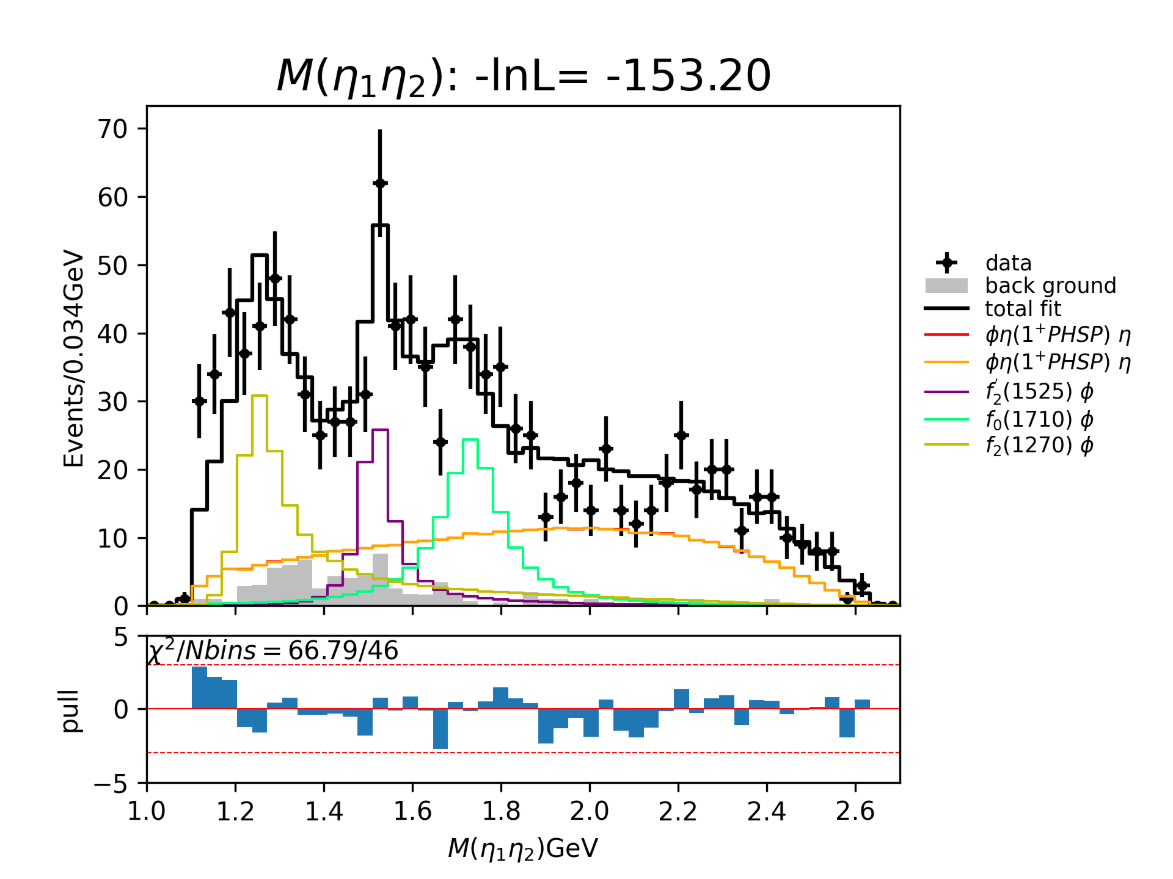 M(η₁η₂): -lnL= -153.20
Events/0.034GeV
70
60
50
40
30
20
10
0
data
back ground
total fit
ϕη(1⁺PHSP) η
ϕη(1⁺PHSP) η
f₂′(1525) ϕ
f₀(1710) ϕ
f₂(1270) ϕ
χ²/Nbins = 66.79/46
pull
5
0
−5
1.0 1.2 1.4 1.6 1.8 2.0 2.2 2.4 2.6
M(η₁η₂)GeV